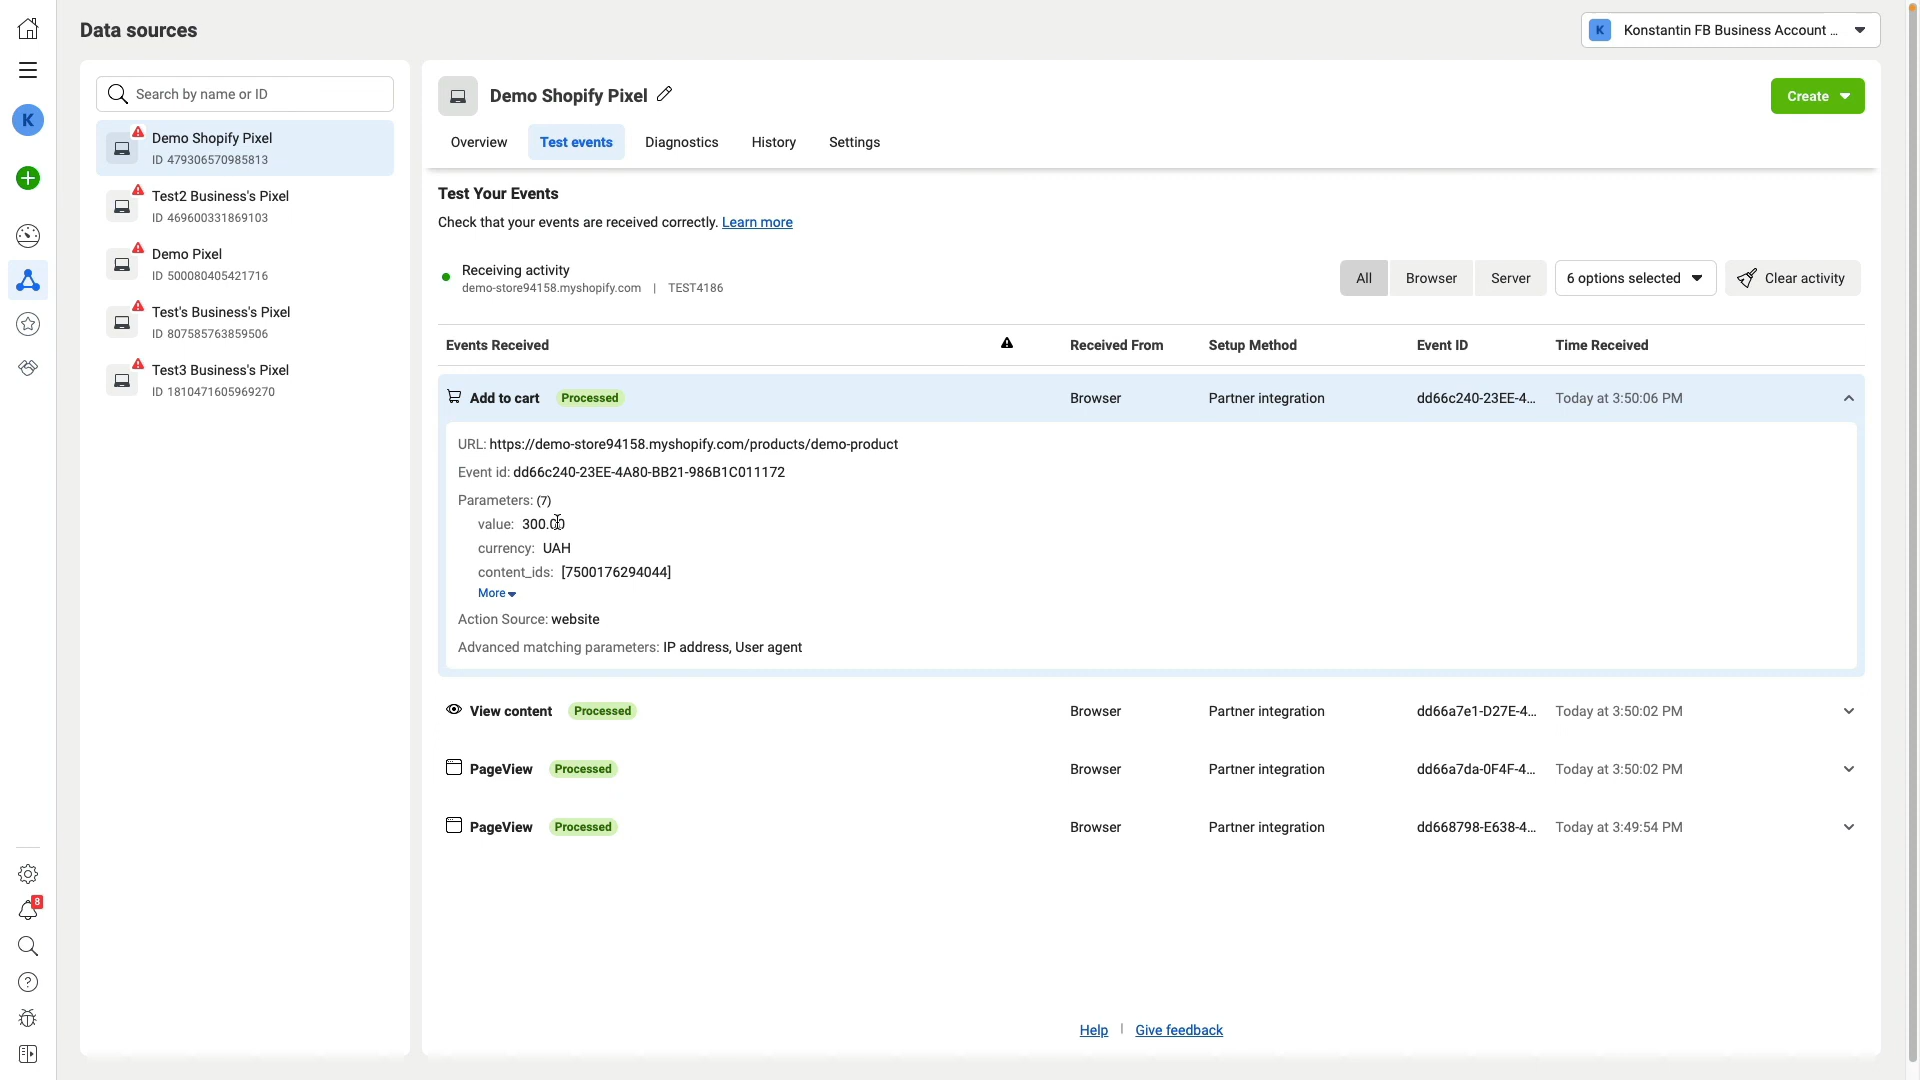 Data sources
K Konstantin FB Business Account ...
K
Search by name or ID
Demo Shopify Pixel
ID 479306570985813
Test2 Business's Pixel
ID 469600331869103
Demo Pixel
ID 500080405421716
Test's Business's Pixel
ID 807585763859506
Test3 Business's Pixel
ID 1810471605969270
8
Demo Shopify Pixel
Create
Overview Test events Diagnostics History Settings
Test Your Events
Check that your events are received correctly. Learn more
Receiving activity
demo-store94158.myshopify.com | TEST4186
All Browser Server 6 options selected Clear activity
Events Received Received From Setup Method Event ID Time Received
Add to cart Processed Browser Partner integration dd66c240-23EE-4... Today at 3:50:06 PM
URL: https://demo-store94158.myshopify.com/products/demo-product
Event id: dd66c240-23EE-4A80-BB21-986B1C011172
Parameters: (7)
value: 300.00
currency: UAH
content_ids: [7500176294044]
More
Action Source: website
Advanced matching parameters: IP address, User agent
View content Processed Browser Partner integration dd66a7e1-D27E-4... Today at 3:50:02 PM
PageView Processed Browser Partner integration dd66a7da-0F4F-4... Today at 3:50:02 PM
PageView Processed Browser Partner integration dd668798-E638-4... Today at 3:49:54 PM
Help | Give feedback